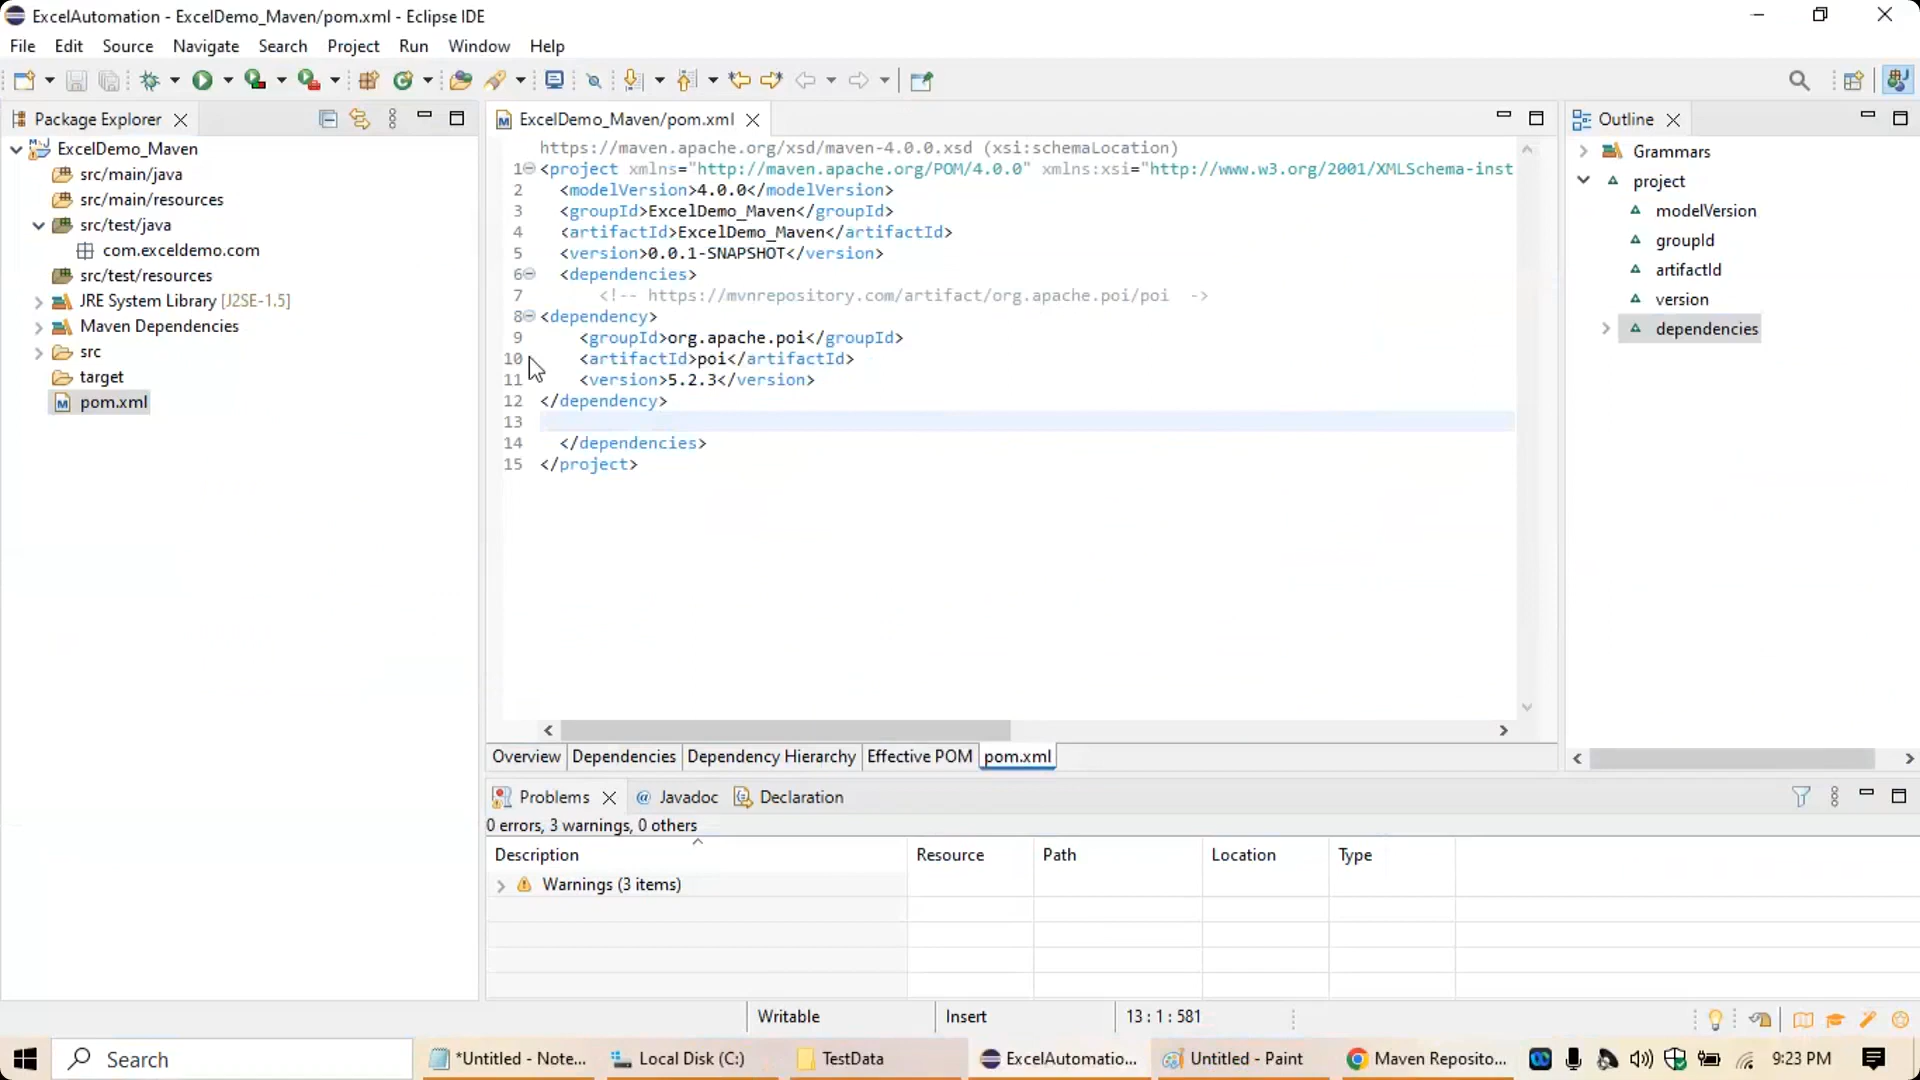 ExcelAutomation - ExcelDemo_Maven/pom.xml - Eclipse IDE
File Edit Source Navigate Search Project Run Window Help
Package Explorer
ExcelDemo_Maven
src/main/java
src/main/resources
src/test/java
com.exceldemo.com
src/test/resources
JRE System Library [J2SE-1.5]
Maven Dependencies
src
target
pom.xml
ExcelDemo_Maven/pom.xml
https://maven.apache.org/xsd/maven-4.0.0.xsd (xsi:schemaLocation)
1 <project xmlns="http://maven.apache.org/POM/4.0.0" xmlns:xsi="http://www.w3.org/2001/XMLSchema-inst
2 <modelVersion>4.0.0</modelVersion>
3 <groupId>ExcelDemo_Maven</groupId>
4 <artifactId>ExcelDemo_Maven</artifactId>
5 <version>0.0.1-SNAPSHOT</version>
6 <dependencies>
7 <!-- https://mvnrepository.com/artifact/org.apache.poi/poi ->
8 <dependency>
9 <groupId>org.apache.poi</groupId>
10 <artifactId>poi</artifactId>
11 <version>5.2.3</version>
12 </dependency>
13
14 </dependencies>
15 </project>
Overview Dependencies Dependency Hierarchy Effective POM pom.xml
Outline
Grammars
project
modelVersion
groupId
artifactId
version
dependencies
Problems Javadoc Declaration
0 errors, 3 warnings, 0 others
Description Resource Path Location Type
Warnings (3 items)
Writable Insert 13 : 1 : 581
Search *Untitled - Note... Local Disk (C:) TestData ExcelAutomatio... Untitled - Paint Maven Reposito... 9:23 PM